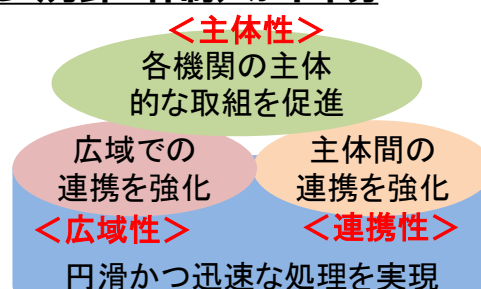 ＜主体性＞
各機関の主体
的な取組を促進
広域での
連携を強化
主体間の
連携を強化
＜広域性＞
＜連携性＞
円滑かつ迅速な処理を実現